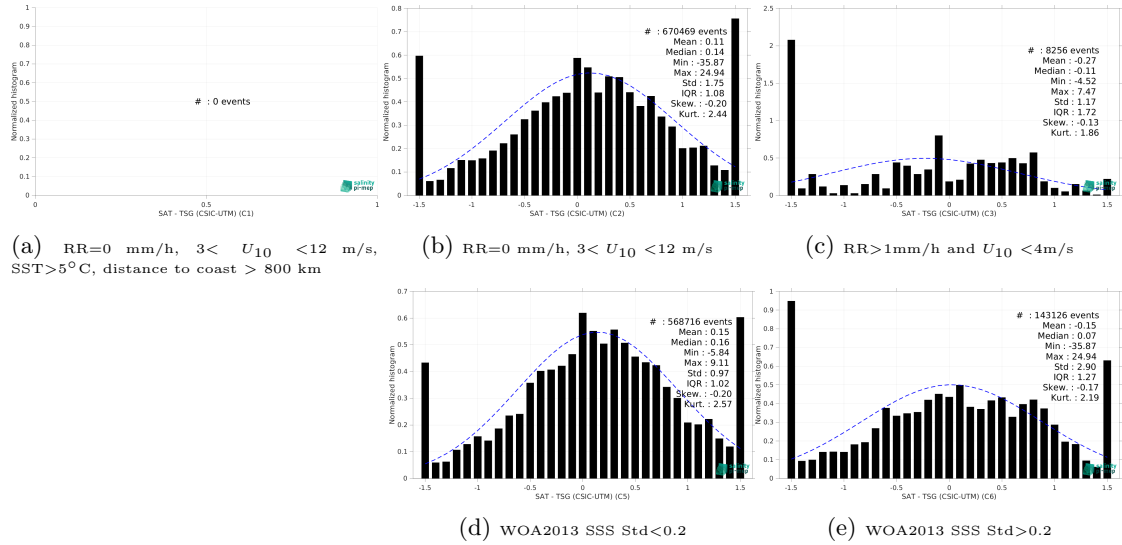 1
0.9
0.8
0.7
0.6
0.5
0.4
0.3
0.2
0.1
0
Normalized histogram
# : 0 events
salinity
pi-mep
0 0.5 1
SAT - TSG (CSIC-UTM) (C1)
(a) RR=0 mm/h, 3< U10 <12 m/s,
SST>5°C, distance to coast > 800 km
0.8
0.7
0.6
0.5
0.4
0.3
0.2
0.1
0
Normalized histogram
# : 670469 events
Mean : 0.11
Median : 0.14
Min : -35.87
Max : 24.94
Std : 1.75
IQR : 1.08
Skew. : -0.20
Kurt. : 2.44
salinity
pi-mep
-1.5 -1 -0.5 0 0.5 1 1.5
SAT - TSG (CSIC-UTM) (C2)
(b) RR=0 mm/h, 3< U10 <12 m/s
2.5
2
1.5
1
0.5
0
Normalized histogram
# : 8256 events
Mean : -0.27
Median : -0.11
Min : -4.52
Max : 7.47
Std : 1.17
IQR : 1.72
Skew. : -0.13
Kurt. : 1.86
salinity
pi-mep
-1.5 -1 -0.5 0 0.5 1 1.5
SAT - TSG (CSIC-UTM) (C3)
(c) RR>1mm/h and U10 <4m/s
0.7
0.6
0.5
0.4
0.3
0.2
0.1
0
Normalized histogram
# : 568716 events
Mean : 0.15
Median : 0.16
Min : -5.84
Max : 9.11
Std : 0.97
IQR : 1.02
Skew. : -0.20
Kurt. : 2.57
salinity
pi-mep
-1.5 -1 -0.5 0 0.5 1 1.5
SAT - TSG (CSIC-UTM) (C5)
(d) WOA2013 SSS Std<0.2
1
0.9
0.8
0.7
0.6
0.5
0.4
0.3
0.2
0.1
0
Normalized histogram
# : 143126 events
Mean : -0.15
Median : 0.07
Min : -35.87
Max : 24.94
Std : 2.90
IQR : 1.27
Skew. : -0.17
Kurt. : 2.19
salinity
pi-mep
-1.5 -1 -0.5 0 0.5 1 1.5
SAT - TSG (CSIC-UTM) (C6)
(e) WOA2013 SSS Std>0.2